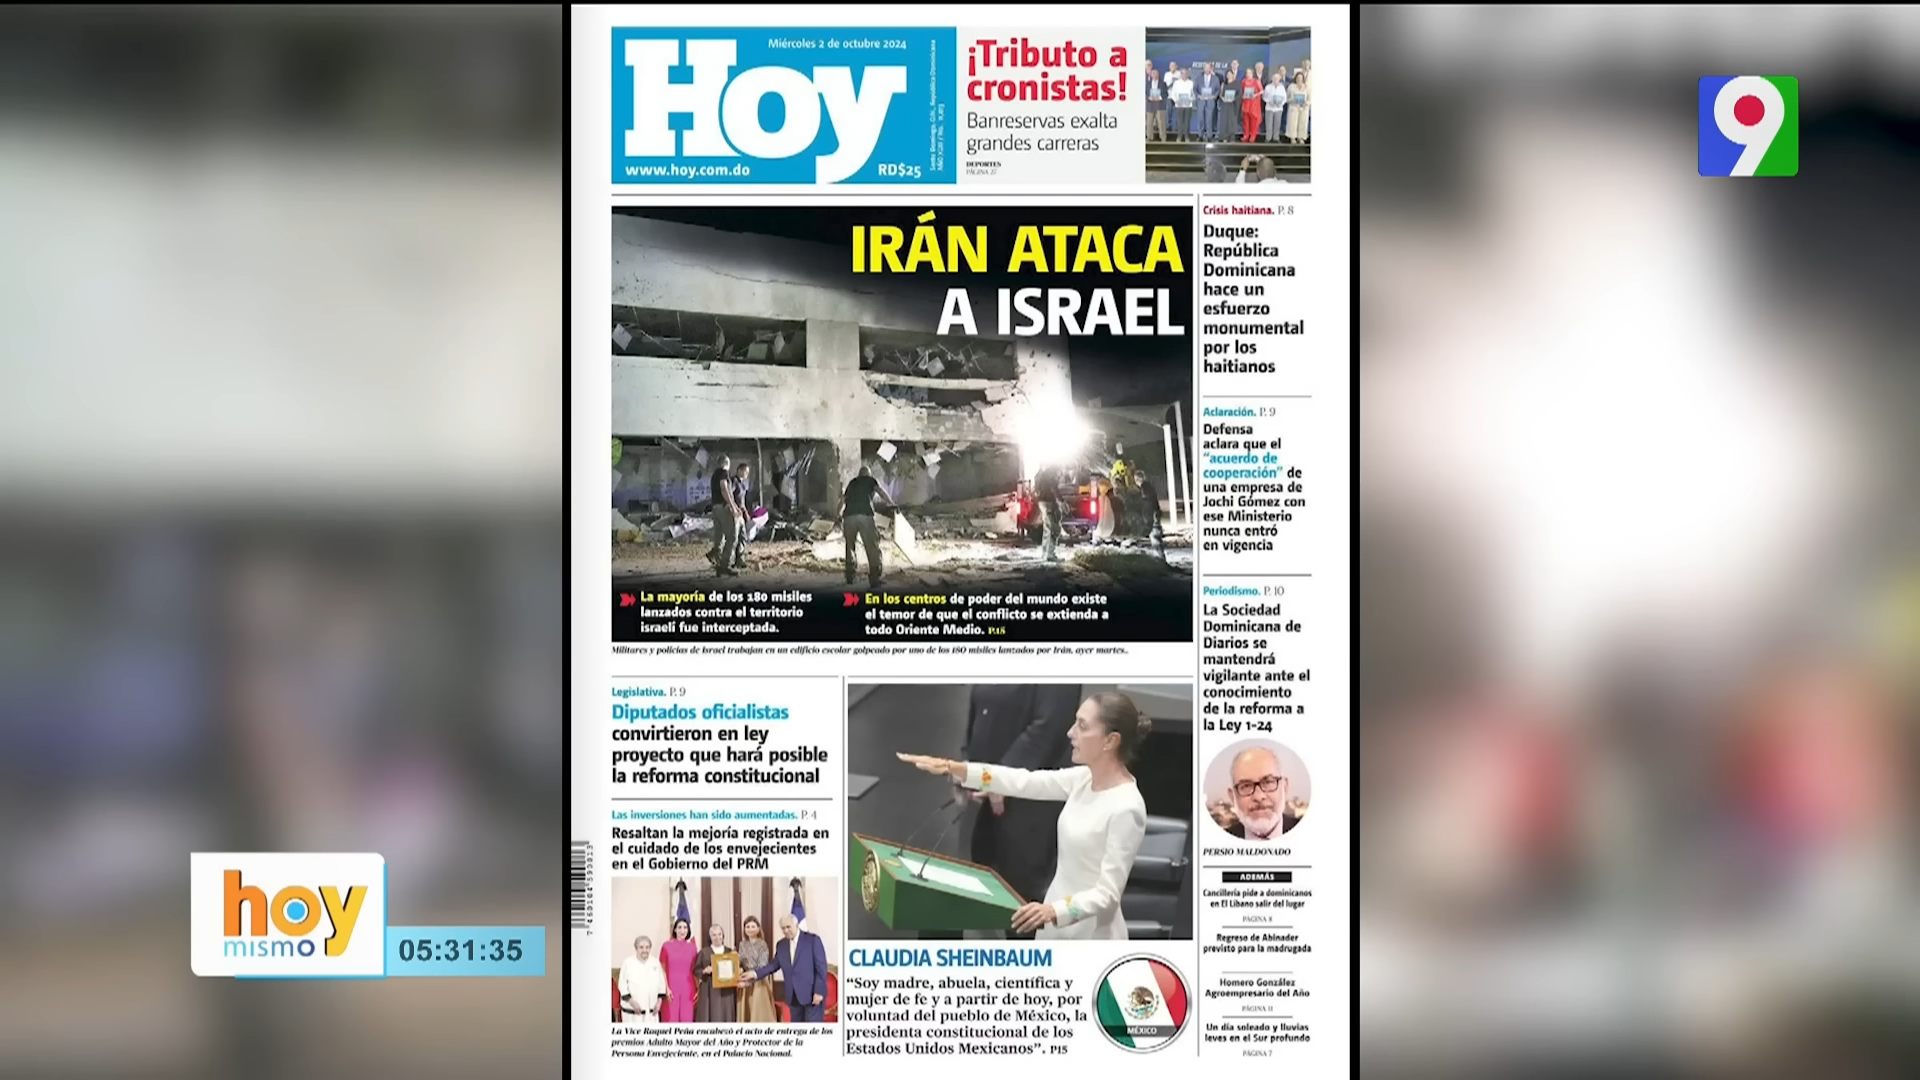 Miércoles 2 de octubre 2024
Hoy
www.hoy.com.do
RD$25
¡Tributo a
cronistas!
Banreservas exalta
grandes carreras
DEPORTES
PÁGINA 27
9
IRÁN ATACA
A ISRAEL
La mayoría de los 180 misiles
lanzados contra el territorio
israelí fue interceptada.
En los centros de poder del mundo existe
el temor de que el conflicto se extienda a
todo Oriente Medio. P.15
Militares y policías de Israel trabajan en un edificio escolar golpeado por uno de los 180 misiles lanzados por Irán, ayer martes..
Crisis haitiana. P. 8
Duque:
República
Dominicana
hace un
esfuerzo
monumental
por los
haitianos
Aclaración. P. 9
Defensa
aclara que el
“acuerdo de
cooperación” de
una empresa de
Jochi Gómez con
ese Ministerio
nunca entró
en vigencia
Periodismo. P. 10
La Sociedad
Dominicana de
Diarios se
mantendrá
vigilante ante el
conocimiento
de la reforma a
la Ley 1-24
PERSIO MALDONADO
ADEMÁS
Cancillería pide a dominicanos
en El Líbano salir del lugar
PÁGINA 8
Regreso de Abinader
previsto para la madrugada
Homero González
Agroempresario del Año
PÁGINA 11
Un día soleado y lluvias
leves en el Sur profundo
PÁGINA 7
Legislativa. P. 9
Diputados oficialistas
convirtieron en ley
proyecto que hará posible
la reforma constitucional
Las inversiones han sido aumentadas. P. 4
Resaltan la mejoría registrada en
el cuidado de los envejecientes
en el Gobierno del PRM
La Vice Raquel Peña encabezó el acto de entrega de los
premios Adulto Mayor del Año y Protector de la
Persona Envejeciente, en el Palacio Nacional.
CLAUDIA SHEINBAUM
“Soy madre, abuela, científica y
mujer de fe y a partir de hoy, por
voluntad del pueblo de México, la
presidenta constitucional de los
Estados Unidos Mexicanos”. P15
MÉXICO
hoy
mismo
05:31:35